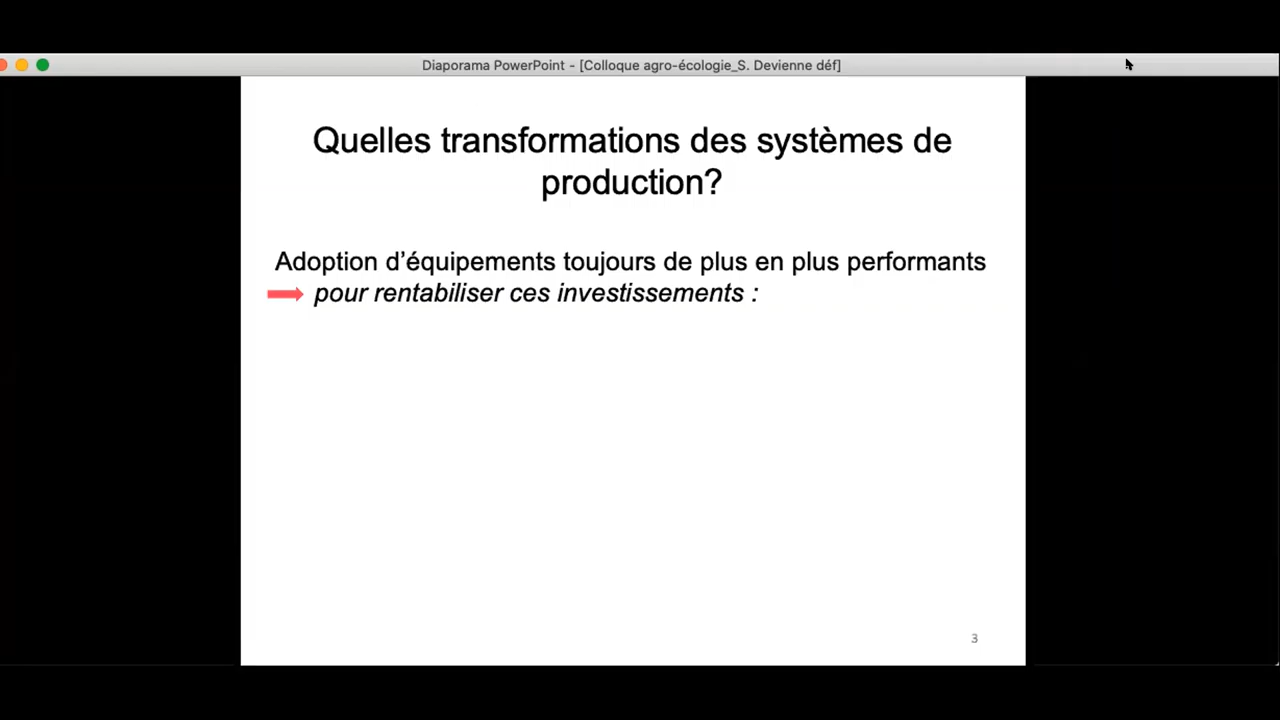 Diaporama PowerPoint - [Colloque agro-écologie_S. Devienne déf]
Quelles transformations des systèmes de
production?
Adoption d’équipements toujours de plus en plus performants
pour rentabiliser ces investissements :
3